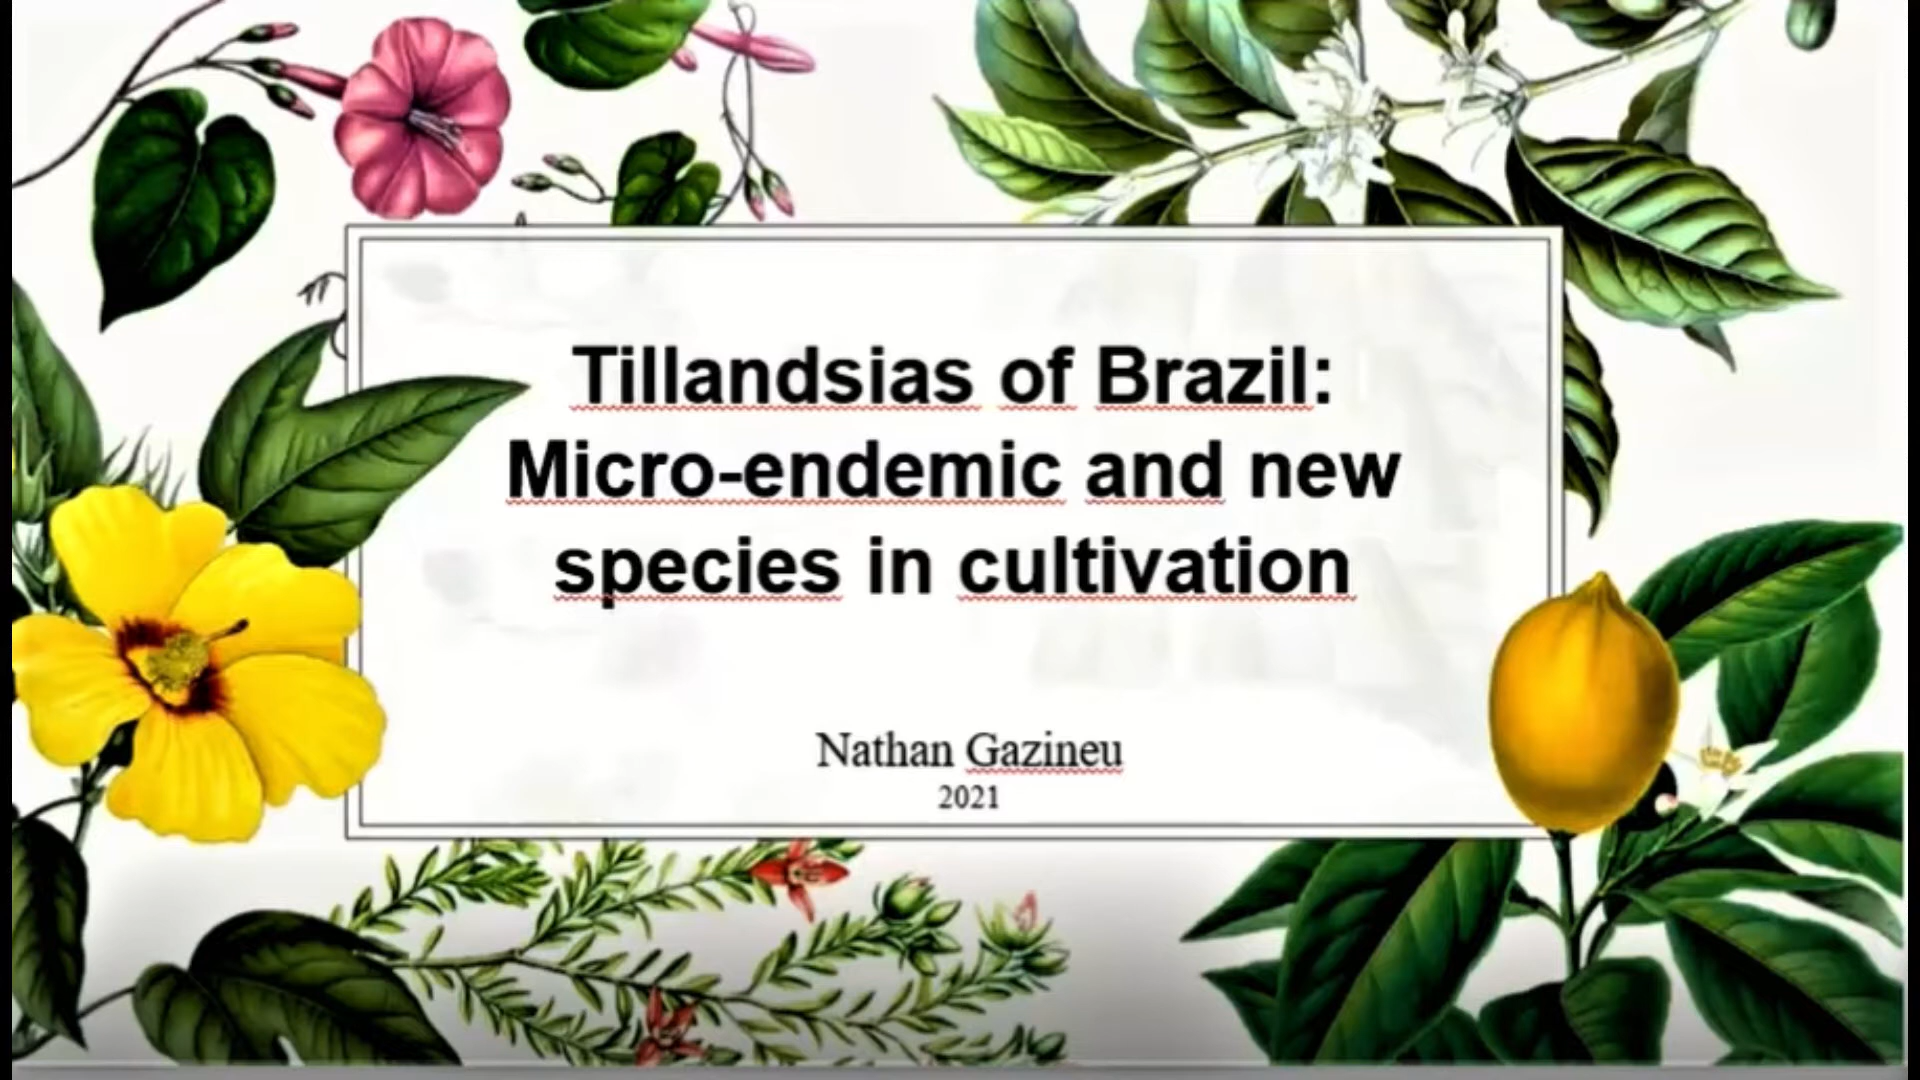 Tillandsias of Brazil:
Micro-endemic and new
species in cultivation
Nathan Gazineu
2021